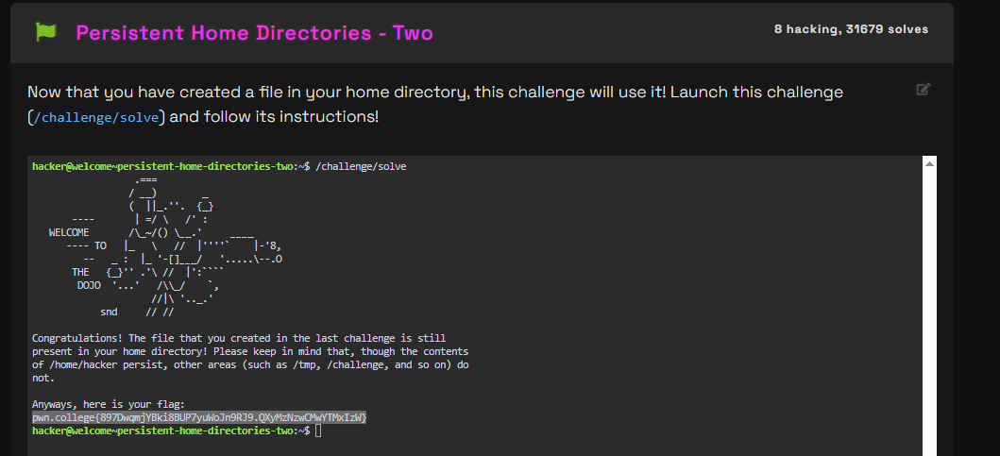 Persistent Home Directories - Two
8 hacking, 31679 solves
Now that you have created a file in your home directory, this challenge will use it! Launch this challenge
(/challenge/solve) and follow its instructions!
hacker@welcome~persistent-home-directories-two:~$ /challenge/solve
WELCOME
TO
THE
DOJO
snd
Congratulations! The file that you created in the last challenge is still
present in your home directory! Please keep in mind that, though the contents
of /home/hacker persist, other areas (such as /tmp, /challenge, and so on) do
not.
Anyways, here is your flag:
pwn.college{897DwqmjYBki8BUP7yuWoJn9RJ9.QXyMzNzwCMwYTMxIzW}
hacker@welcome~persistent-home-directories-two:~$